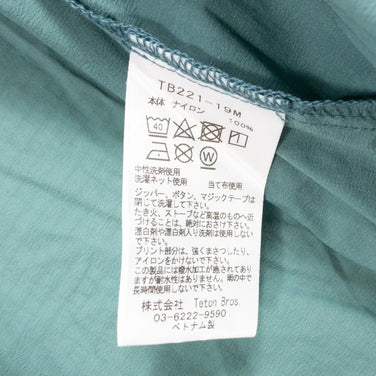 TB221-19M
本体 ナイロン 100%
40
中性洗剤使用
洗濯ネット使用 当て布使用
ジッパー、ボタン、マジックテープは
閉じて洗濯して下さい。
たき火、ストーブなど高温のものへ近
づけることは、絶対におさけ下さい。
漂白剤や漂白剤入り洗剤は使用しない
で下さい。
プリント部分は、強くまさつしたり、
アイロンをかけないで下さい。
この製品には撥水加工が施されてあり
ますが耐水性はありません。雨の中で
長時間使用しないで下さい。
株式会社 Teton Bros.
03-6222-9590
ベトナム製